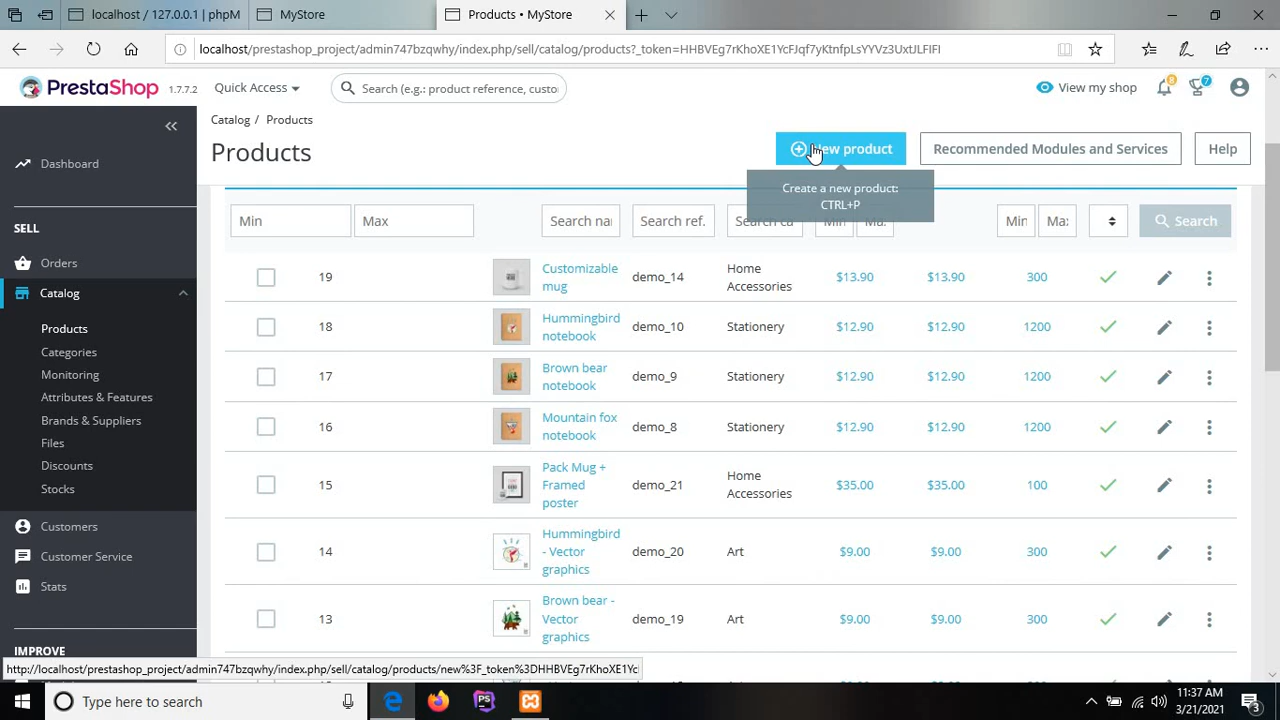 localhost / 127.0.0.1 | phpM
MyStore
Products • MyStore
localhost/prestashop_project/admin747bzqwhy/index.php/sell/catalog/products?_token=HHBVEg7rKhoXE1YcFJqf7yKtnfpLsYYVz3UxtJLFIFI
PRESTASHOP 1.7.7.2
Quick Access
Search (e.g.: product reference, custo
View my shop
8
7
Catalog / Products
Products
New product
Recommended Modules and Services
Help
Create a new product:
CTRL+P
Dashboard
SELL
Orders
Catalog
Products
Categories
Monitoring
Attributes & Features
Brands & Suppliers
Files
Discounts
Stocks
Customers
Customer Service
Stats
IMPROVE
Min Max Search nan Search ref. Search ca Min Ma: Min Ma: Search
19 Customizable mug demo_14 Home Accessories $13.90 $13.90 300
18 Hummingbird notebook demo_10 Stationery $12.90 $12.90 1200
17 Brown bear notebook demo_9 Stationery $12.90 $12.90 1200
16 Mountain fox notebook demo_8 Stationery $12.90 $12.90 1200
15 Pack Mug + Framed poster demo_21 Home Accessories $35.00 $35.00 100
14 Hummingbird - Vector graphics demo_20 Art $9.00 $9.00 300
13 Brown bear - Vector graphics demo_19 Art $9.00 $9.00 300
http://localhost/prestashop_project/admin747bzqwhy/index.php/sell/catalog/products/new%3F_token%3DHHBVEg7rKhoXE1Yc
Type here to search
PS
11:37 AM
3/21/2021
3